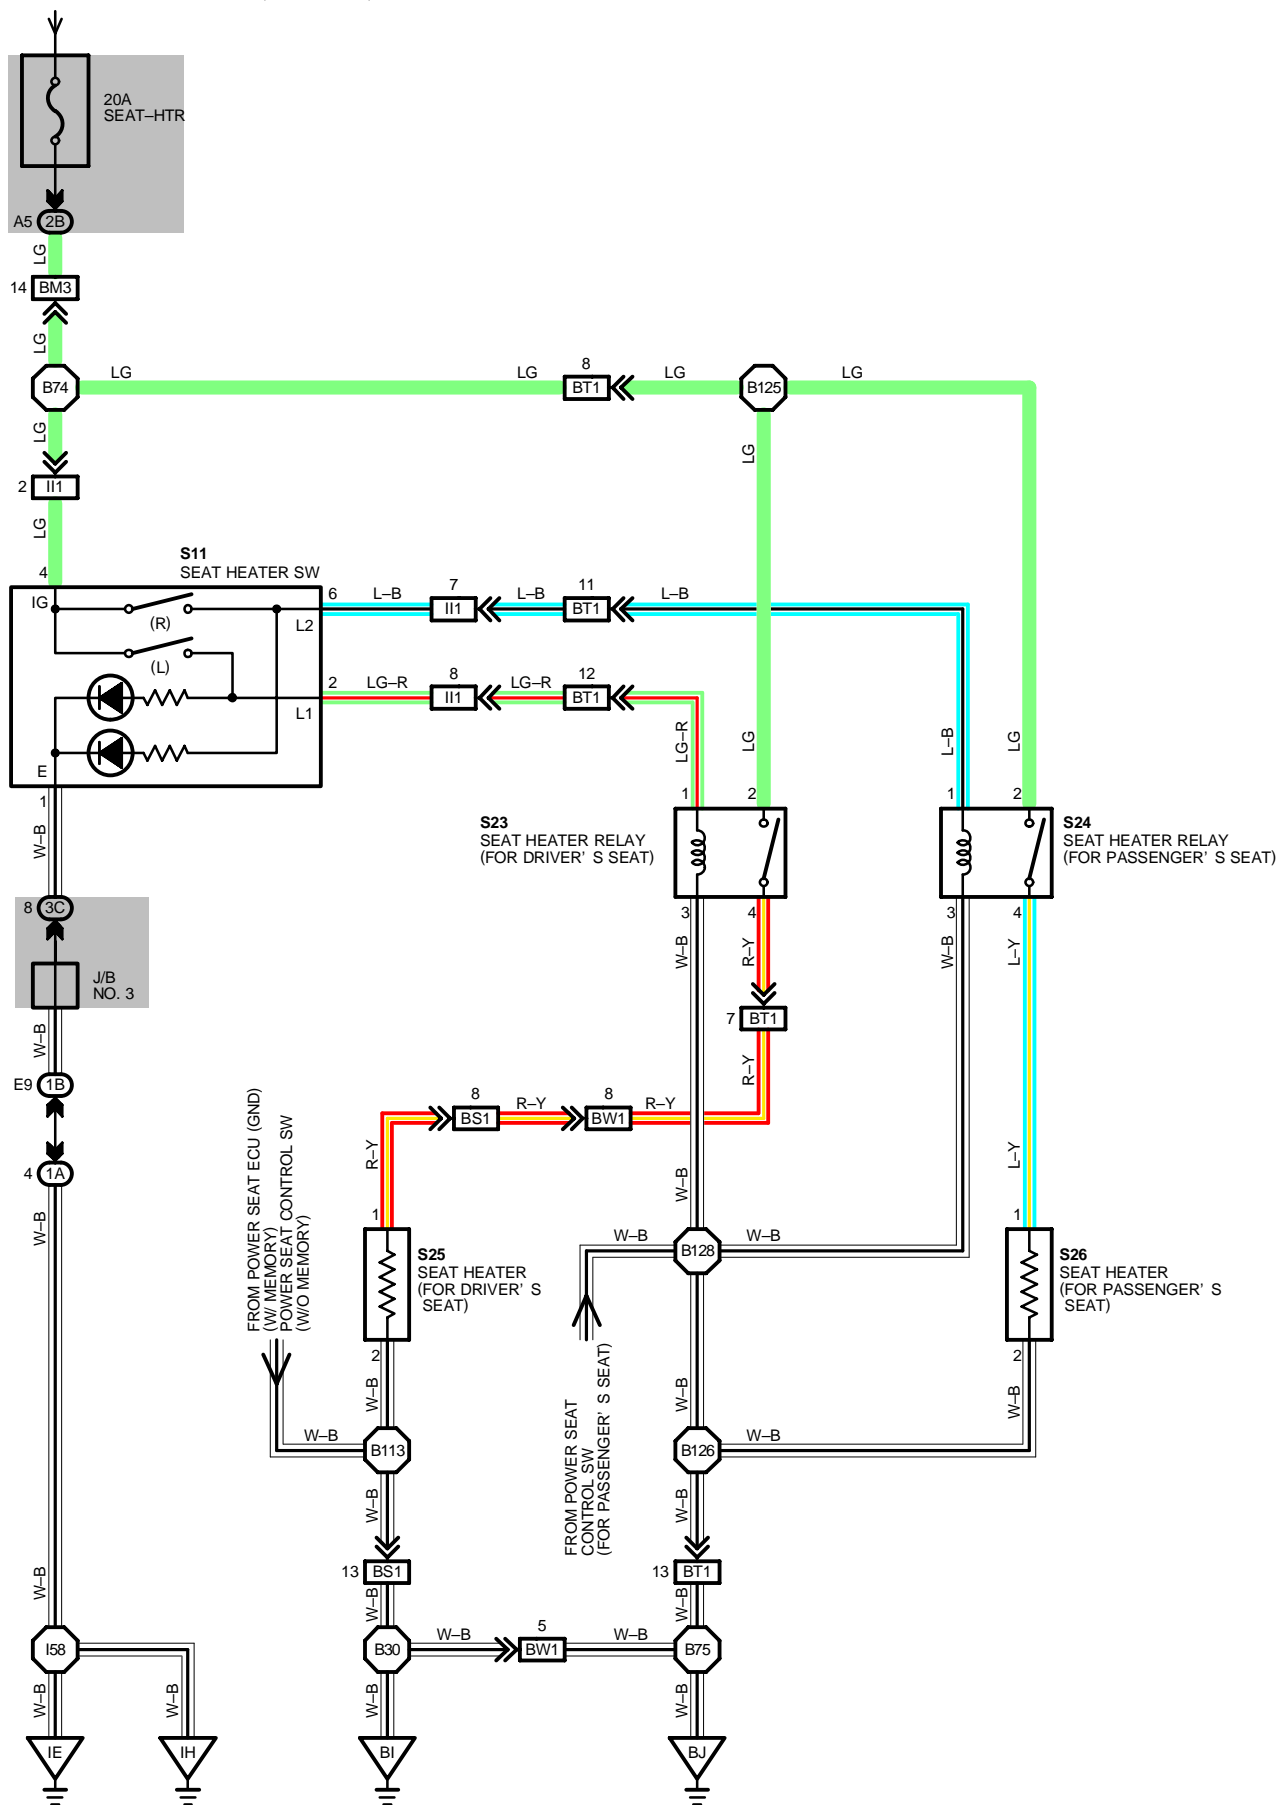 20A
SEAT–HTR
A5 2B
LG
14 BM3
LG
B74
LG
LG
8
BT1
LG
B125
LG
LG
2 II1
LG
LG
4
S11
SEAT HEATER SW
IG
(R)
(L)
E
L2
L1
6
L–B
7
II1
L–B
11
BT1
L–B
2
LG–R
8
II1
LG–R
12
BT1
LG–R
LG
L–B
LG
1
W–B
1
2
1
2
S23
SEAT HEATER RELAY
(FOR DRIVER' S SEAT)
S24
SEAT HEATER RELAY
(FOR PASSENGER' S SEAT)
3
4
3
4
W–B
R–Y
W–B
L–Y
8 3C
J/B
NO. 3
W–B
7 BT1
R–Y
E9 1B
4 1A
W–B
8
BS1
R–Y
8
BW1
R–Y
R–Y
W–B
L–Y
FROM POWER SEAT ECU (GND)
(W/ MEMORY)
POWER SEAT CONTROL SW
(W/O MEMORY)
1
S25
SEAT HEATER
(FOR DRIVER' S
SEAT)
2
W–B
B128
W–B
1
S26
SEAT HEATER
(FOR PASSENGER' S
SEAT)
2
W–B
W–B
W–B
W–B
B113
FROM POWER SEAT
CONTROL SW
(FOR PASSENGER' S SEAT)
B126
W–B
W–B
W–B
13 BS1
13 BT1
W–B
W–B
W–B
I58
B30
W–B
5
BW1
W–B
B75
W–B
W–B
W–B
W–B
IE
IH
BI
BJ